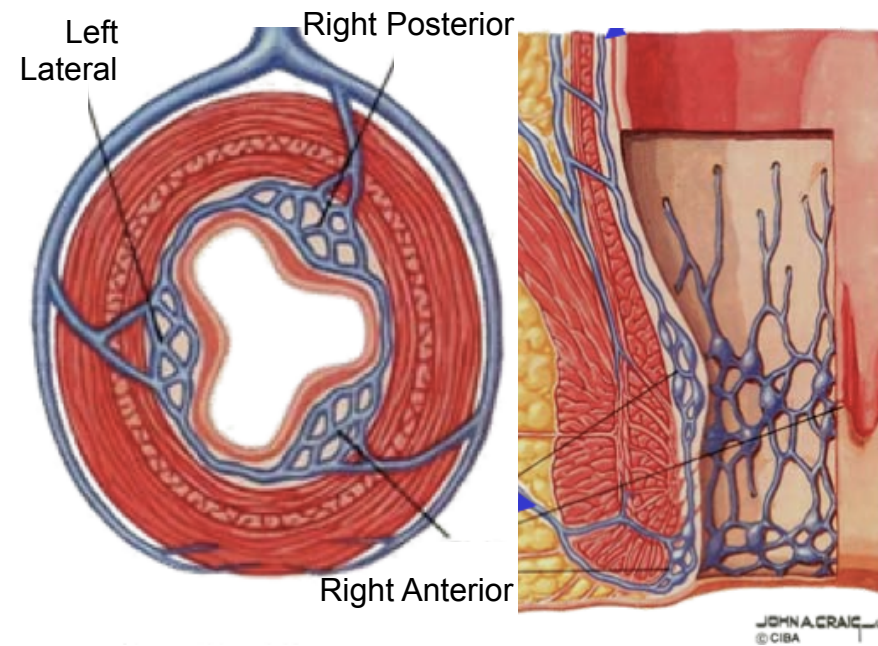 Left
Lateral
Right Posterior
Right Anterior
JOHN A.CRAIG
©CIBA